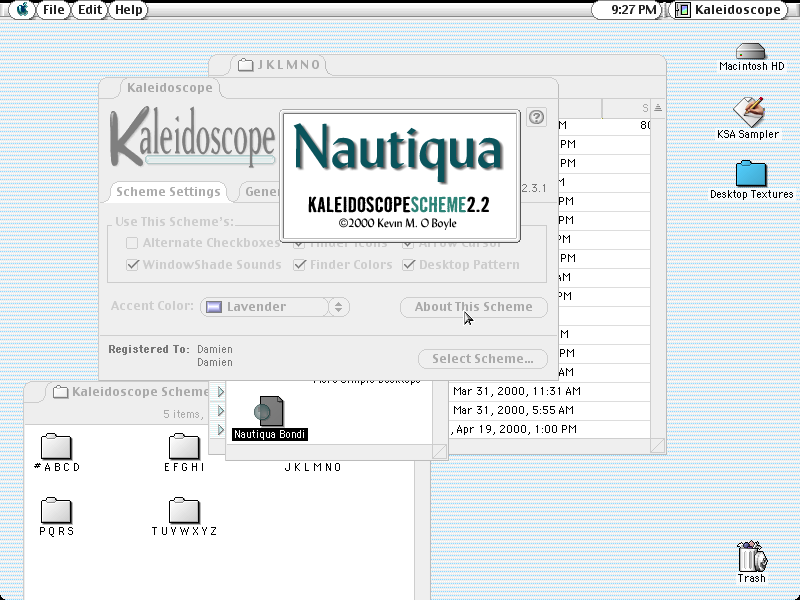 File Edit Help
9:27 PM Kaleidoscope
JKLMNO
Macintosh HD
KSA Sampler
Desktop Textures
Trash
Kaleidoscope
Kaleidoscope
Nautiqua
KALEIDOSCOPESCHEME2.2
©2000 Kevin M. O Boyle
2.3.1
Scheme Settings
Use This Scheme's:
Alternate Checkboxes
Finder Icons
Arrow Cursor
WindowShade Sounds
Finder Colors
Desktop Pattern
Accent Color:
Lavender
About This Scheme
Registered To: Damien
Damien
Select Scheme...
S
M 80
PM
PM
M
PM
PM
PM
PM
AM
PM
M
PM
AM
Mar 31, 2000, 11:31 AM
Mar 31, 2000, 5:55 AM
, Apr 19, 2000, 1:00 PM
Nautiqua Bondi
Kaleidoscope Scheme
5 items,
#ABCD
EFGHI
JKLMNO
PQRS
TUVWXYZ